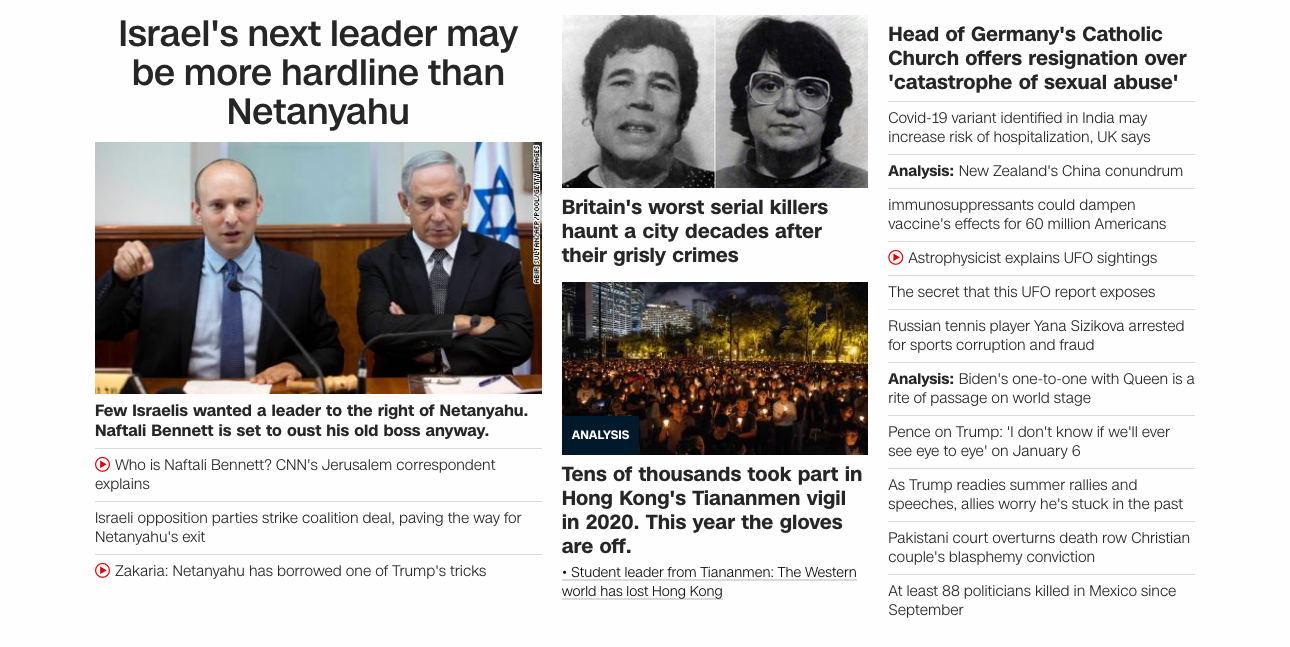 Israel's next leader may
be more hardline than
Netanyahu
ABIR SULTAN/AFP/POOL/GETTY IMAGES
Few Israelis wanted a leader to the right of Netanyahu.
Naftali Bennett is set to oust his old boss anyway.
Who is Naftali Bennett? CNN's Jerusalem correspondent
explains
Israeli opposition parties strike coalition deal, paving the way for
Netanyahu's exit
Zakaria: Netanyahu has borrowed one of Trump's tricks
Britain's worst serial killers
haunt a city decades after
their grisly crimes
ANALYSIS
Tens of thousands took part in
Hong Kong's Tiananmen vigil
in 2020. This year the gloves
are off.
• Student leader from Tiananmen: The Western
world has lost Hong Kong
Head of Germany's Catholic
Church offers resignation over
'catastrophe of sexual abuse'
Covid-19 variant identified in India may
increase risk of hospitalization, UK says
Analysis: New Zealand's China conundrum
immunosuppressants could dampen
vaccine's effects for 60 million Americans
Astrophysicist explains UFO sightings
The secret that this UFO report exposes
Russian tennis player Yana Sizikova arrested
for sports corruption and fraud
Analysis: Biden's one-to-one with Queen is a
rite of passage on world stage
Pence on Trump: 'I don't know if we'll ever
see eye to eye' on January 6
As Trump readies summer rallies and
speeches, allies worry he's stuck in the past
Pakistani court overturns death row Christian
couple's blasphemy conviction
At least 88 politicians killed in Mexico since
September